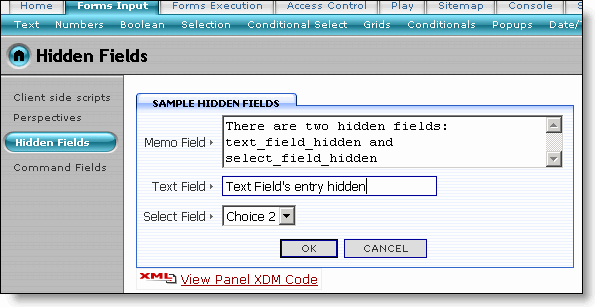 Home Forms Input Forms Execution Access Control Play Sitemap Console S
Text Numbers Boolean Selection Conditional Select Grids Conditionals Popups Date/T
Hidden Fields
Client side scripts
Perspectives
Hidden Fields
Command Fields
SAMPLE HIDDEN FIELDS
Memo Field
There are two hidden fields:
text_field_hidden and
select_field_hidden
Text Field Text Field's entry hidden
Select Field Choice 2
OK CANCEL
XML View Panel XDM Code